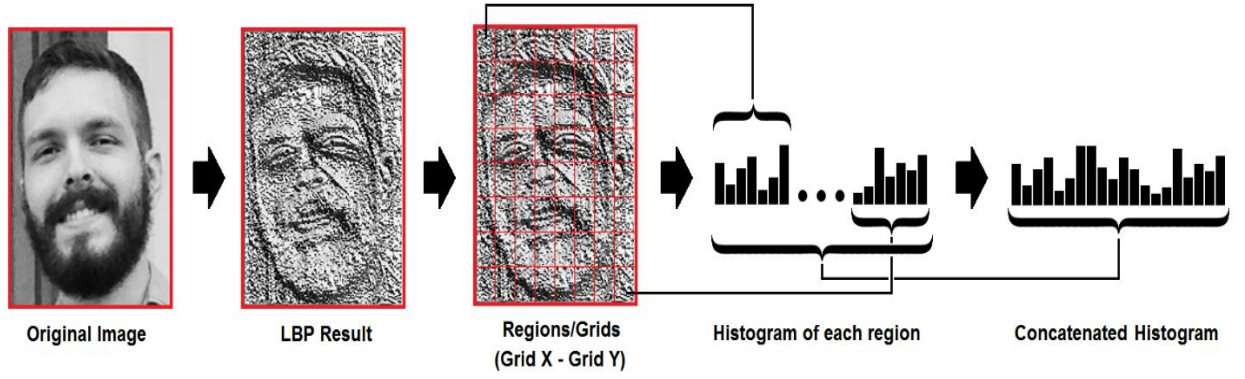 Original Image
LBP Result
Regions/Grids
(Grid X - Grid Y)
Histogram of each region
Concatenated Histogram